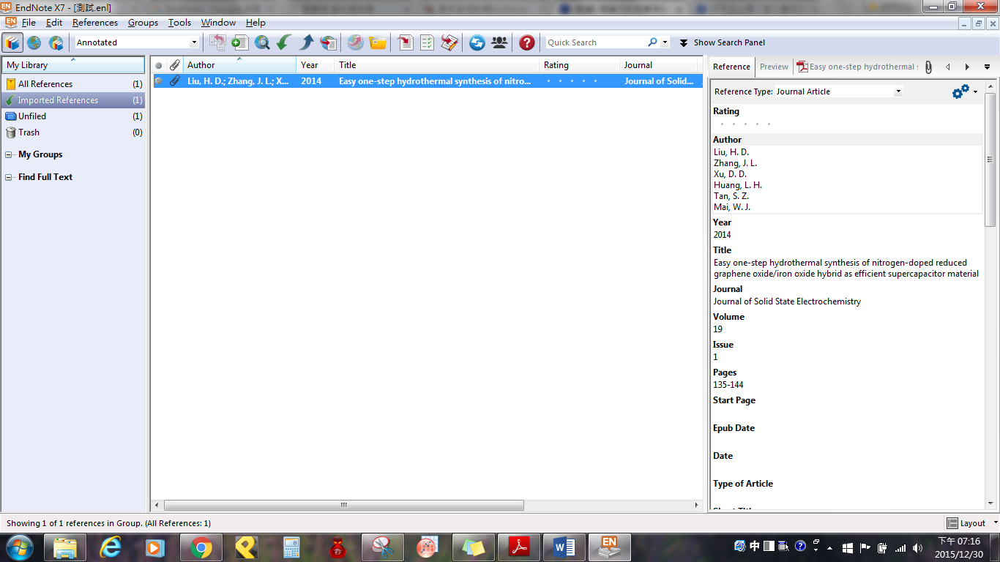 EndNote X7 - [測試.enl]
File Edit References Groups Tools Window Help
Annotated
Quick Search
Show Search Panel
My Library
All References (1)
Imported References (1)
Unfiled (1)
Trash (0)
My Groups
Find Full Text
Author Year Title Rating Journal
Liu, H. D.; Zhang, J. L.; X... 2014 Easy one-step hydrothermal synthesis of nitro... Journal of Solid...
Reference Preview Easy one-step hydrothermal s
Reference Type: Journal Article
Rating
Author
Liu, H. D.
Zhang, J. L.
Xu, D. D.
Huang, L. H.
Tan, S. Z.
Mai, W. J.
Year
2014
Title
Easy one-step hydrothermal synthesis of nitrogen-doped reduced
graphene oxide/iron oxide hybrid as efficient supercapacitor material
Journal
Journal of Solid State Electrochemistry
Volume
19
Issue
1
Pages
135-144
Start Page
Epub Date
Date
Type of Article
Showing 1 of 1 references in Group. (All References: 1)
Layout
中
下午 07:16
2015/12/30